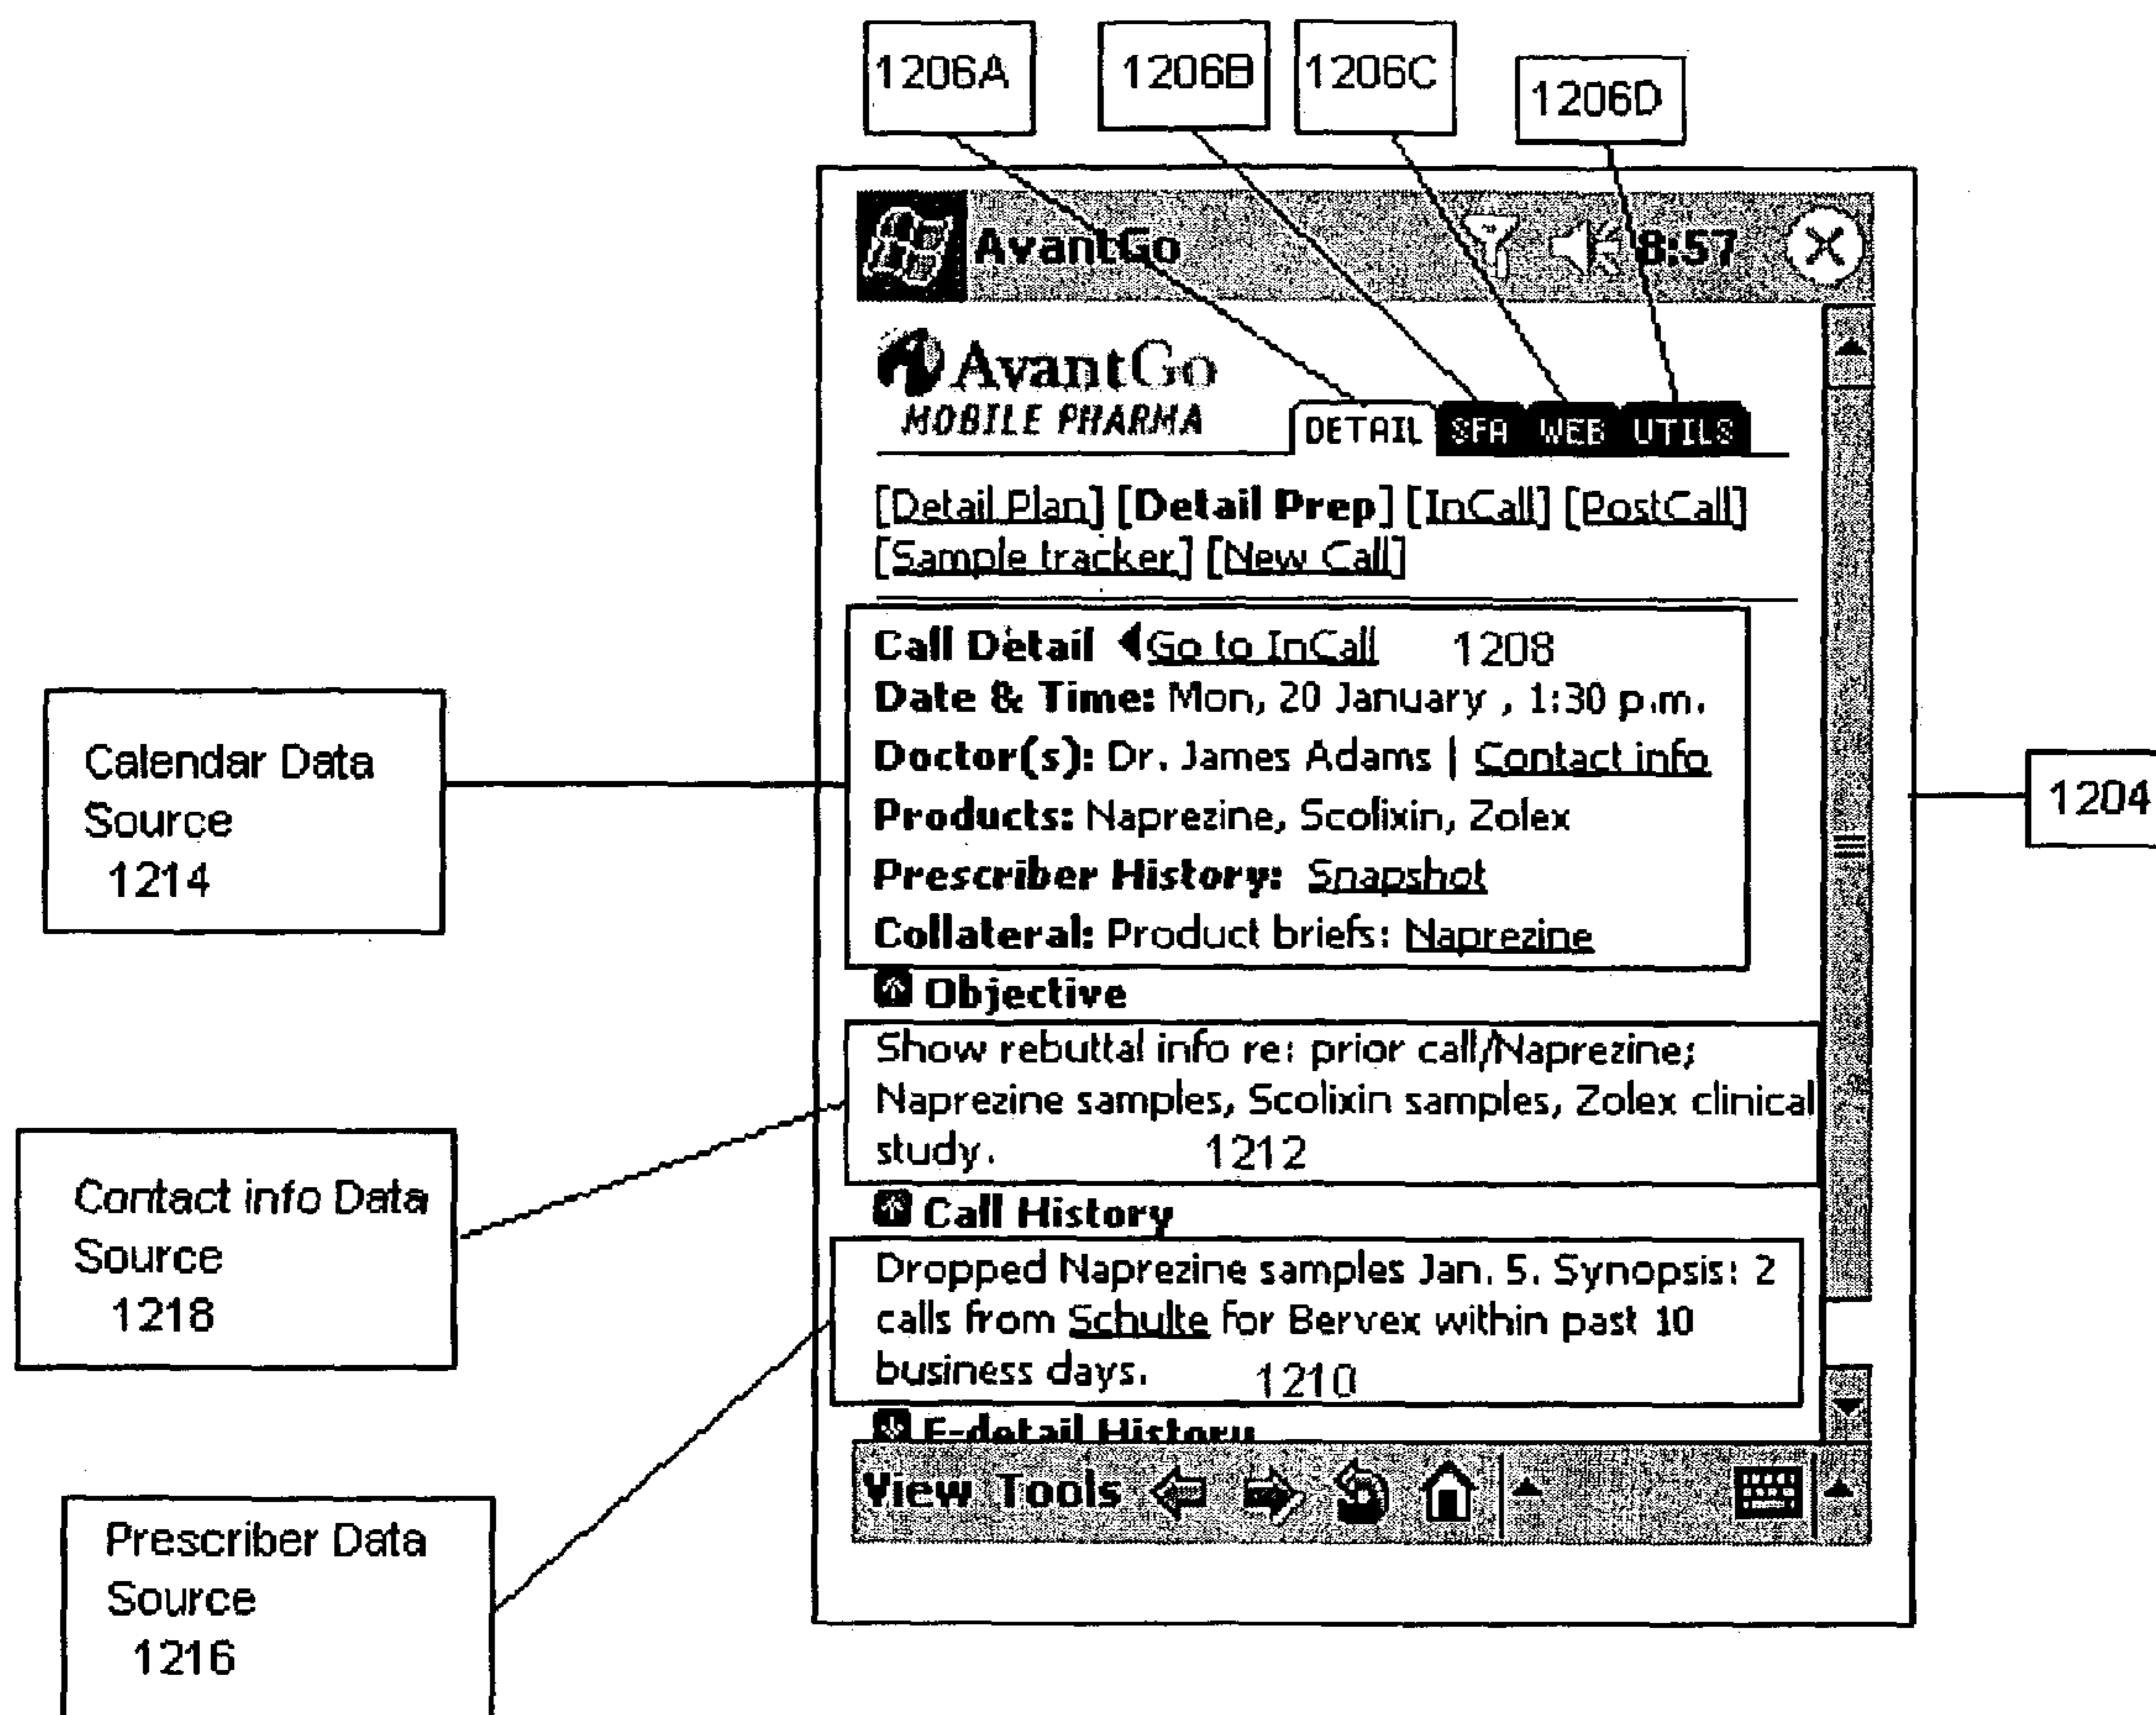 1206A
1206B
1206C
1206D
AvantGo 8:57
AvantGo
MOBILE PHARMA
DETAIL SFA WEB UTILS
[Detail Plan] [Detail Prep] [InCall] [PostCall]
[Sample tracker] [New Call]
Call Detail Go to InCall 1208
Date & Time: Mon, 20 January , 1:30 p.m.
Doctor(s): Dr. James Adams | Contact info
Products: Naprezine, Scolixin, Zolex
Prescriber History: Snapshot
Collateral: Product briefs: Naprezine
Objective
Show rebuttal info re: prior call/Naprezine;
Naprezine samples, Scolixin samples, Zolex clinical
study. 1212
Call History
Dropped Naprezine samples Jan. 5. Synopsis: 2
calls from Schulte for Bervex within past 10
business days. 1210
E-detail History
View Tools
Calendar Data
Source
1214
Contact info Data
Source
1218
Prescriber Data
Source
1216
1204